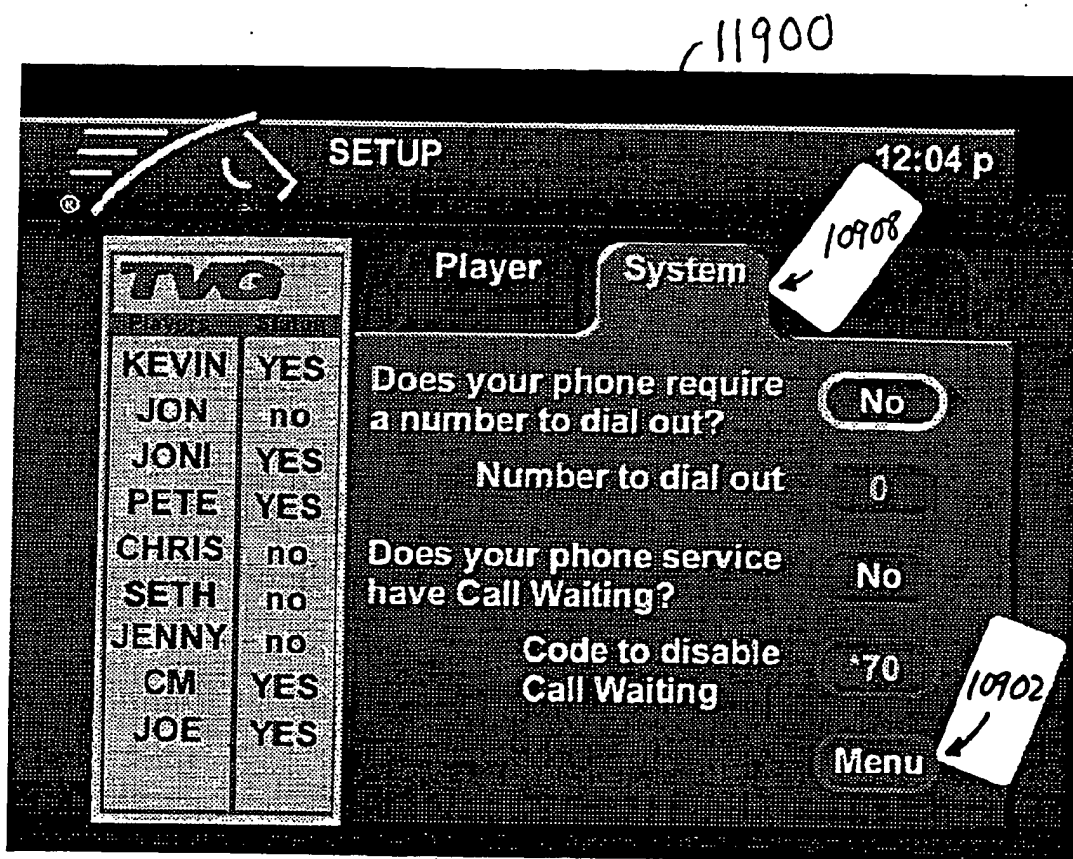 11900
SETUP
12:04 p
®
10908
TVG
Player
System
Players Status
KEVIN YES
JON no
JONI YES
PETE YES
CHRIS no
SETH no
JENNY no
CM YES
JOE YES
Does your phone require
a number to dial out?
No
Number to dial out
0
Does your phone service
have Call Waiting?
No
Code to disable
Call Waiting
*70
10902
Menu